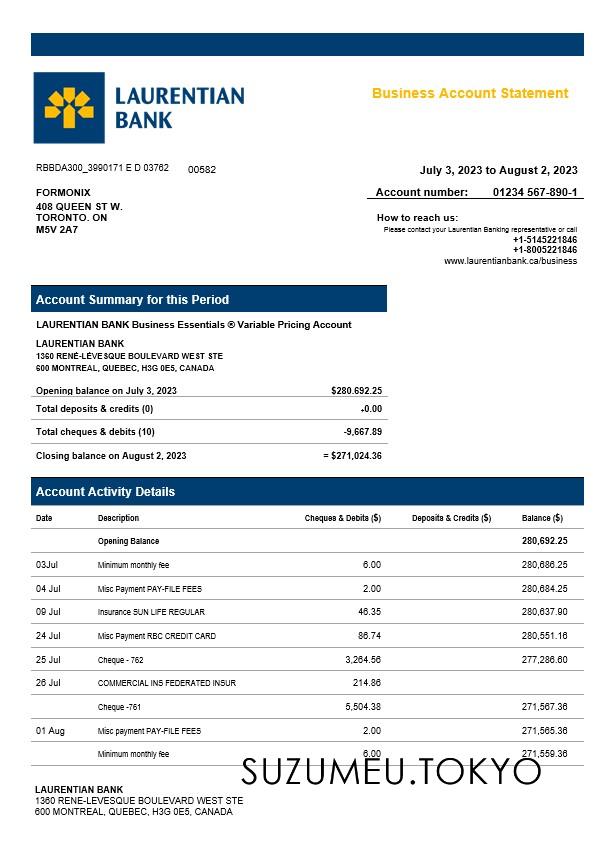 LAURENTIAN
BANK
Business Account Statement
RBBDA300_3990171 E D 03762 00582
July 3, 2023 to August 2, 2023
FORMONIX
408 QUEEN ST W.
TORONTO. ON
M5V 2A7
Account number: 01234 567-890-1
How to reach us:
Please contact your Laurentian Banking representative or call
+1-5145221846
+1-8005221846
www.laurentianbank.ca/business
Account Summary for this Period
LAURENTIAN BANK Business Essentials ® Variable Pricing Account
LAURENTIAN BANK
1360 RENÉ-LÉVESQUE BOULEVARD WEST STE
600 MONTREAL, QUEBEC, H3G 0E5, CANADA
Opening balance on July 3, 2023 $280.692.25
Total deposits & credits (0) +0.00
Total cheques & debits (10) -9,667.89
Closing balance on August 2, 2023 = $271,024.36
Account Activity Details
Date Description Cheques & Debits ($) Deposits & Credits ($) Balance ($)
Opening Balance 280,692.25
03Jul Minimum monthly fee 6.00 280,686.25
04 Jul Misc Payment PAY-FILE FEES 2.00 280,684.25
09 Jul Insurance SUN LIFE REGULAR 46.35 280,637.90
24 Jul Misc Payment RBC CREDIT CARD 86.74 280,551.16
25 Jul Cheque - 762 3,264.56 277,286.60
26 Jul COMMERCIAL INS FEDERATED INSUR 214.86
Cheque -761 5,504.38 271,567.36
01 Aug Misc payment PAY-FILE FEES 2.00 271,565.36
Minimum monthly fee 6.00 271,559.36
SUZUMEU.TOKYO
LAURENTIAN BANK
1360 RENE-LEVESQUE BOULEVARD WEST STE
600 MONTREAL, QUEBEC, H3G 0E5, CANADA